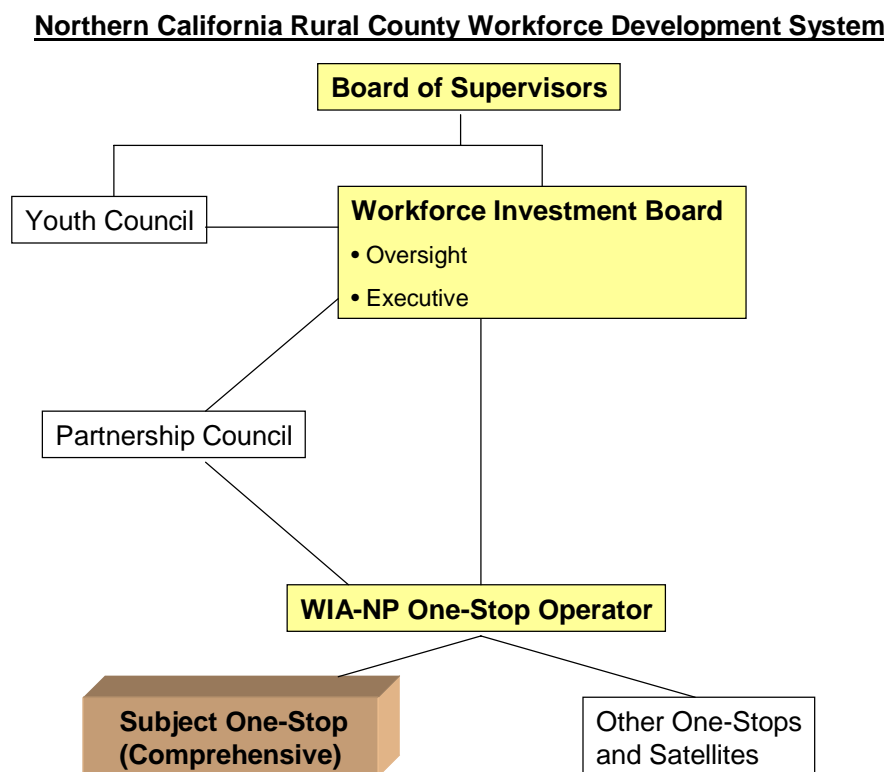 Northern California Rural County Workforce Development System
Board of Supervisors
Youth Council
Workforce Investment Board
• Oversight
• Executive
Partnership Council
WIA-NP One-Stop Operator
Subject One-Stop
(Comprehensive)
Other One-Stops
and Satellites